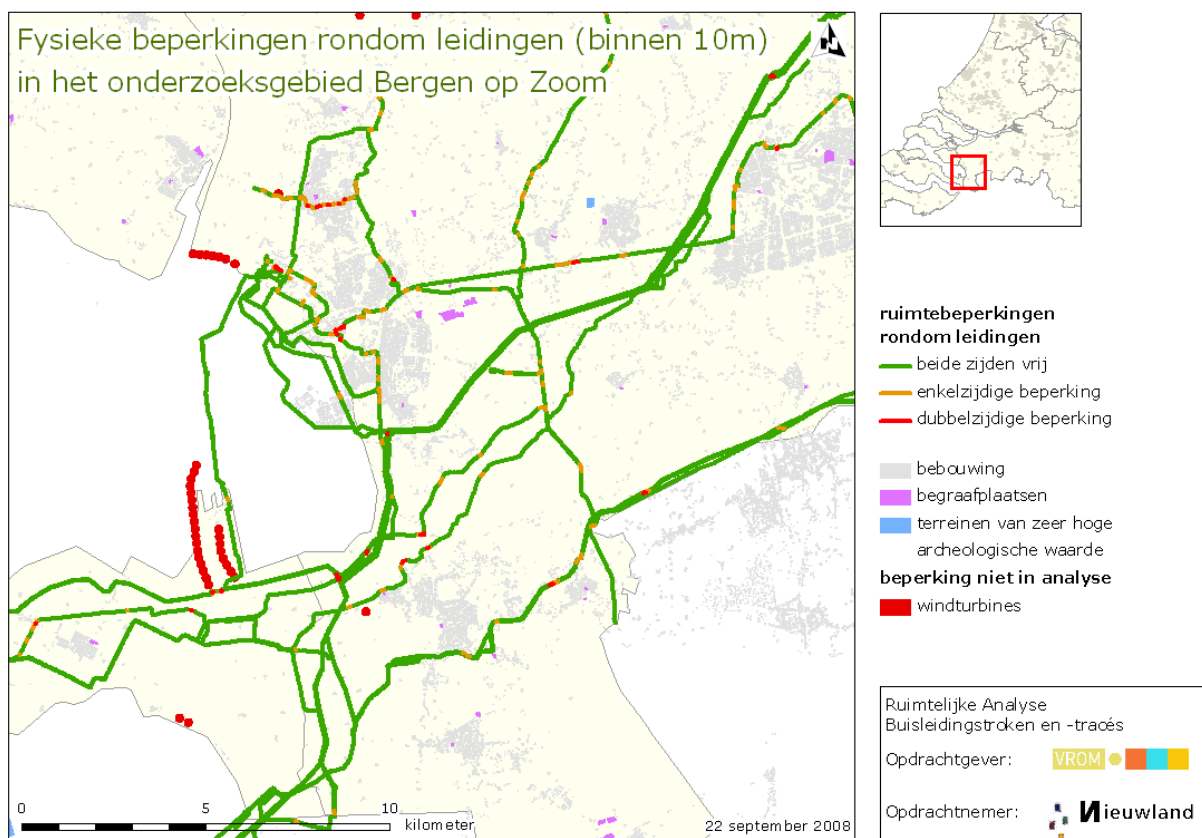 Fysieke beperkingen rondom leidingen (binnen 10m)
in het onderzoeksgebied Bergen op Zoom
N
ruimtebeperkingen
rondom leidingen
beide zijden vrij
enkelzijdige beperking
dubbelzijdige beperking
bebouwing
begraafplaatsen
terreinen van zeer hoge
archeologische waarde
beperking niet in analyse
windturbines
0 5 10
kilometer
22 september 2008
Ruimtelijke Analyse
Buisleidingstroken en -tracés
Opdrachtgever: VROM
Opdrachtnemer: Nieuwland